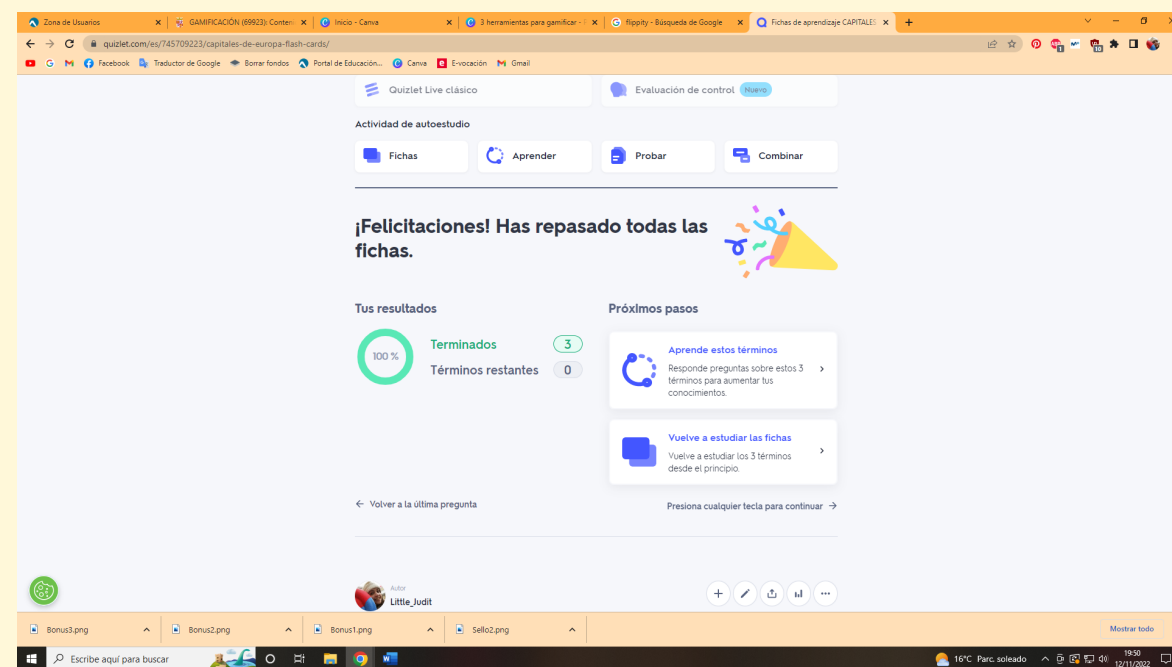 Zona de Usuarios
GAMIFICACIÓN (69923): Conteni
Inicio - Canva
3 herramientas para gamificar -
flippity - Búsqueda de Google
Fichas de aprendizaje CAPITALES
quizlet.com/es/745709223/capitales-de-europa-flash-cards/
Facebook
Traductor de Google
Borrar fondos
Portal de Educación...
Canva
E-vocación
Gmail
Quizlet Live clásico
Evaluación de control
Nuevo
Actividad de autoestudio
Fichas
Aprender
Probar
Combinar
¡Felicitaciones! Has repasado todas las
fichas.
Tus resultados
Próximos pasos
100 %
Terminados 3
Términos restantes 0
Aprende estos términos
Responde preguntas sobre estos 3
términos para aumentar tus
conocimientos.
Vuelve a estudiar las fichas
Vuelve a estudiar los 3 términos
desde el principio.
Volver a la última pregunta
Presiona cualquier tecla para continuar
Autor
Little_Judit
Bonus3.png
Bonus2.png
Bonus1.png
Sello2.png
Mostrar todo
Escribe aquí para buscar
16°C Parc. soleado
19:50
12/11/2022